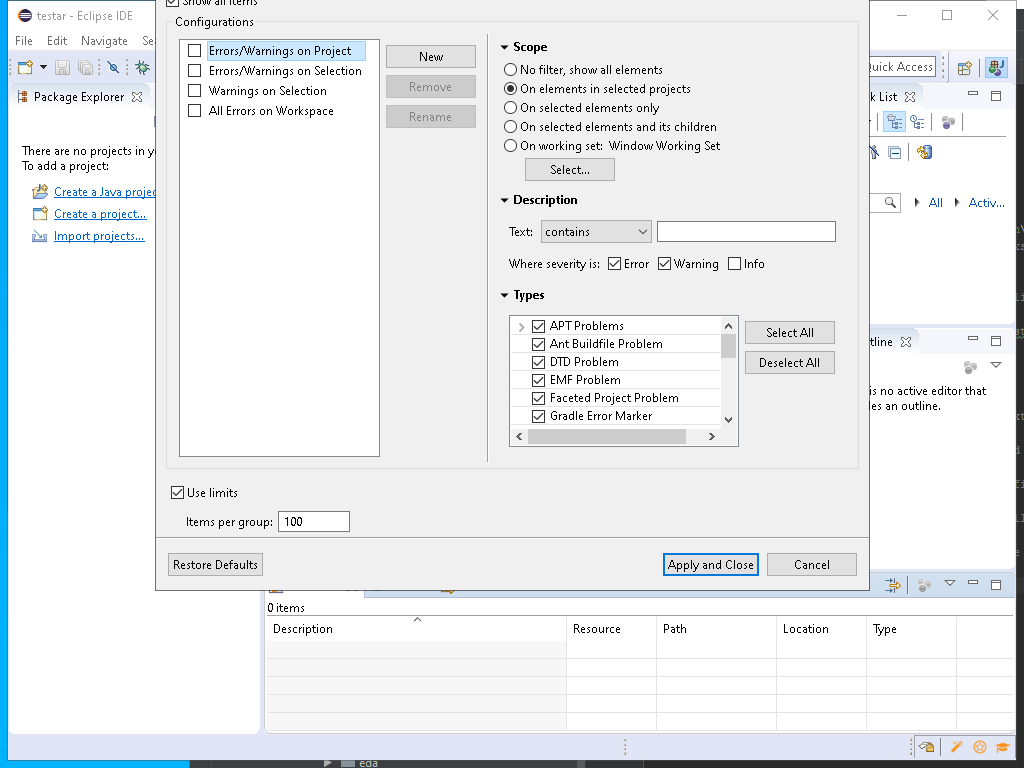 testar - Eclipse IDE
Show all items
File Edit Navigate Se
Configurations
Errors/Warnings on Project
Errors/Warnings on Selection
Warnings on Selection
All Errors on Workspace
New
Remove
Rename
Scope
No filter, show all elements
On elements in selected projects
On selected elements only
On selected elements and its children
On working set: Window Working Set
Select...
Description
Text: contains
Where severity is: Error Warning Info
Types
APT Problems
Ant Buildfile Problem
DTD Problem
EMF Problem
Faceted Project Problem
Gradle Error Marker
Select All
Deselect All
Use limits
Items per group: 100
Restore Defaults
Apply and Close
Cancel
Quick Access
Package Explorer
There are no projects in y
To add a project:
Create a Java projec
Create a project...
Import projects...
k List
All Activ...
tline
is no active editor that
des an outline.
0 items
Description Resource Path Location Type
eda